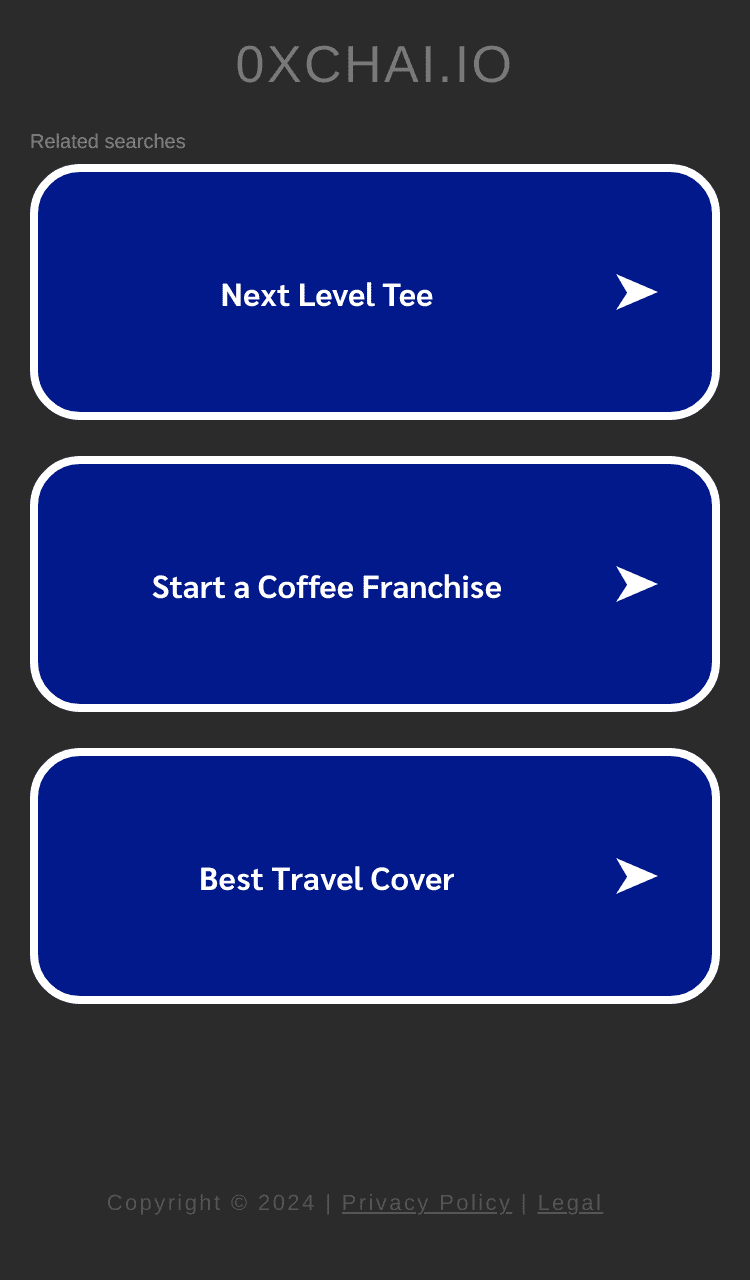 0XCHAI.IO
Related searches
Next Level Tee
Start a Coffee Franchise
Best Travel Cover
Copyright © 2024 | Privacy Policy | Legal